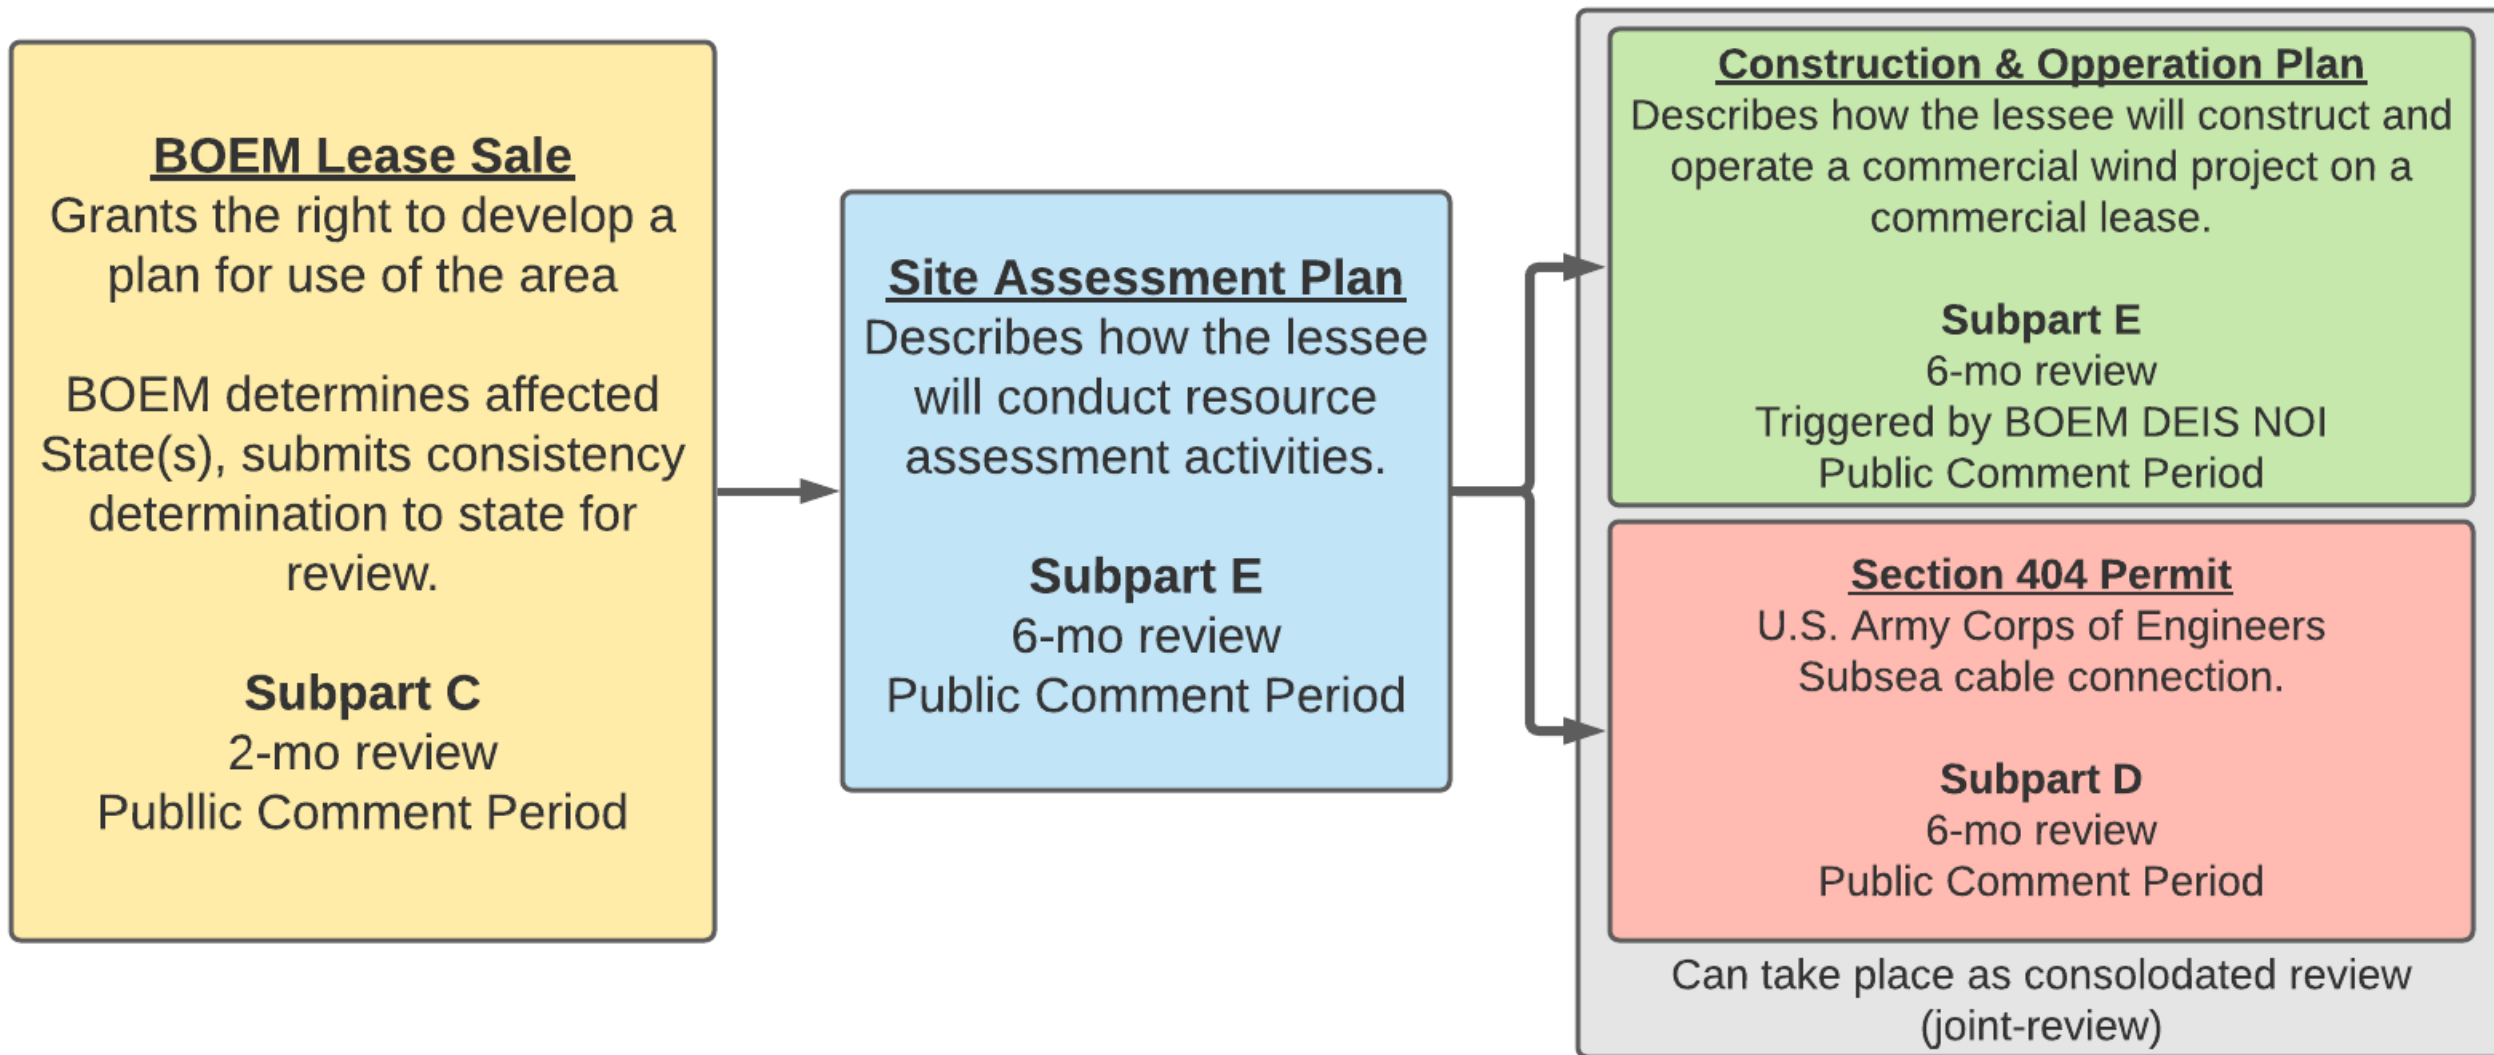 BOEM Lease Sale
Grants the right to develop a
plan for use of the area
BOEM determines affected
State(s), submits consistency
determination to state for
review.
Subpart C
2-mo review
Publlic Comment Period
Site Assessment Plan
Describes how the lessee
will conduct resource
assessment activities.
Subpart E
6-mo review
Public Comment Period
Construction & Opperation Plan
Describes how the lessee will construct and
operate a commercial wind project on a
commercial lease.
Subpart E
6-mo review
Triggered by BOEM DEIS NOI
Public Comment Period
Section 404 Permit
U.S. Army Corps of Engineers
Subsea cable connection.
Subpart D
6-mo review
Public Comment Period
Can take place as consolodated review
(joint-review)